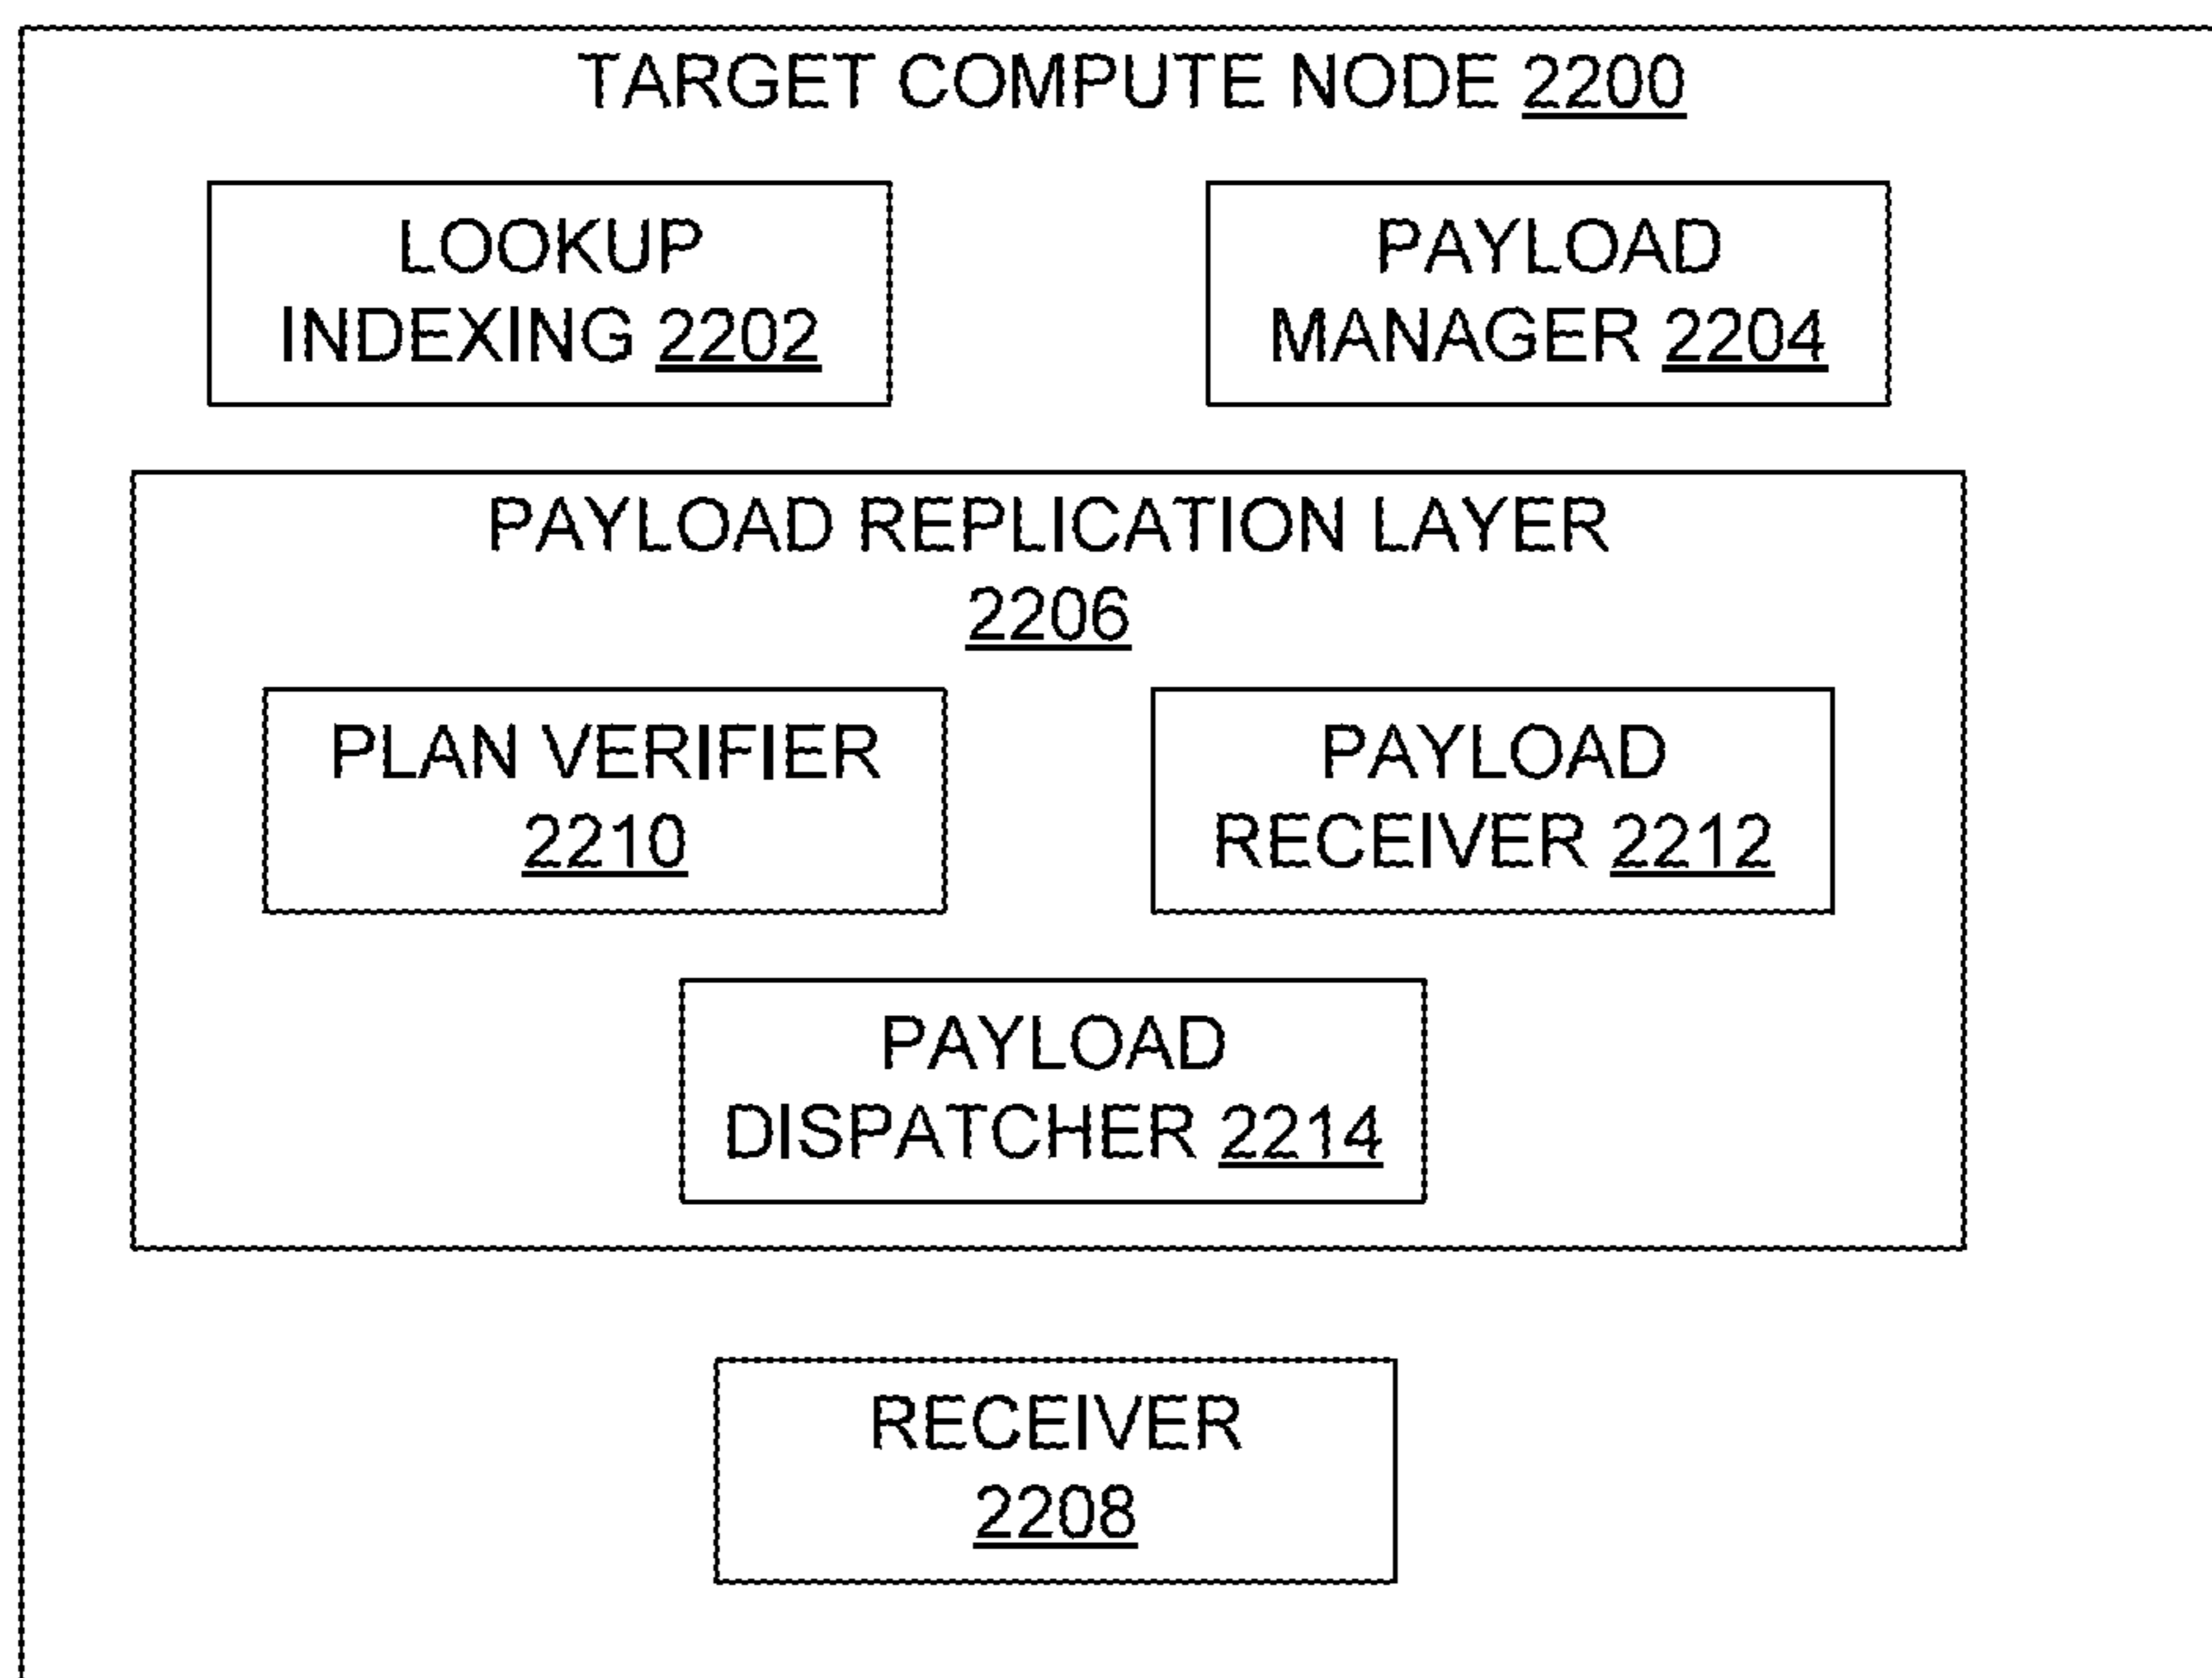 TARGET COMPUTE NODE 2200
LOOKUP
INDEXING 2202
PAYLOAD
MANAGER 2204
PAYLOAD REPLICATION LAYER
2206
PLAN VERIFIER
2210
PAYLOAD
RECEIVER 2212
PAYLOAD
DISPATCHER 2214
RECEIVER
2208